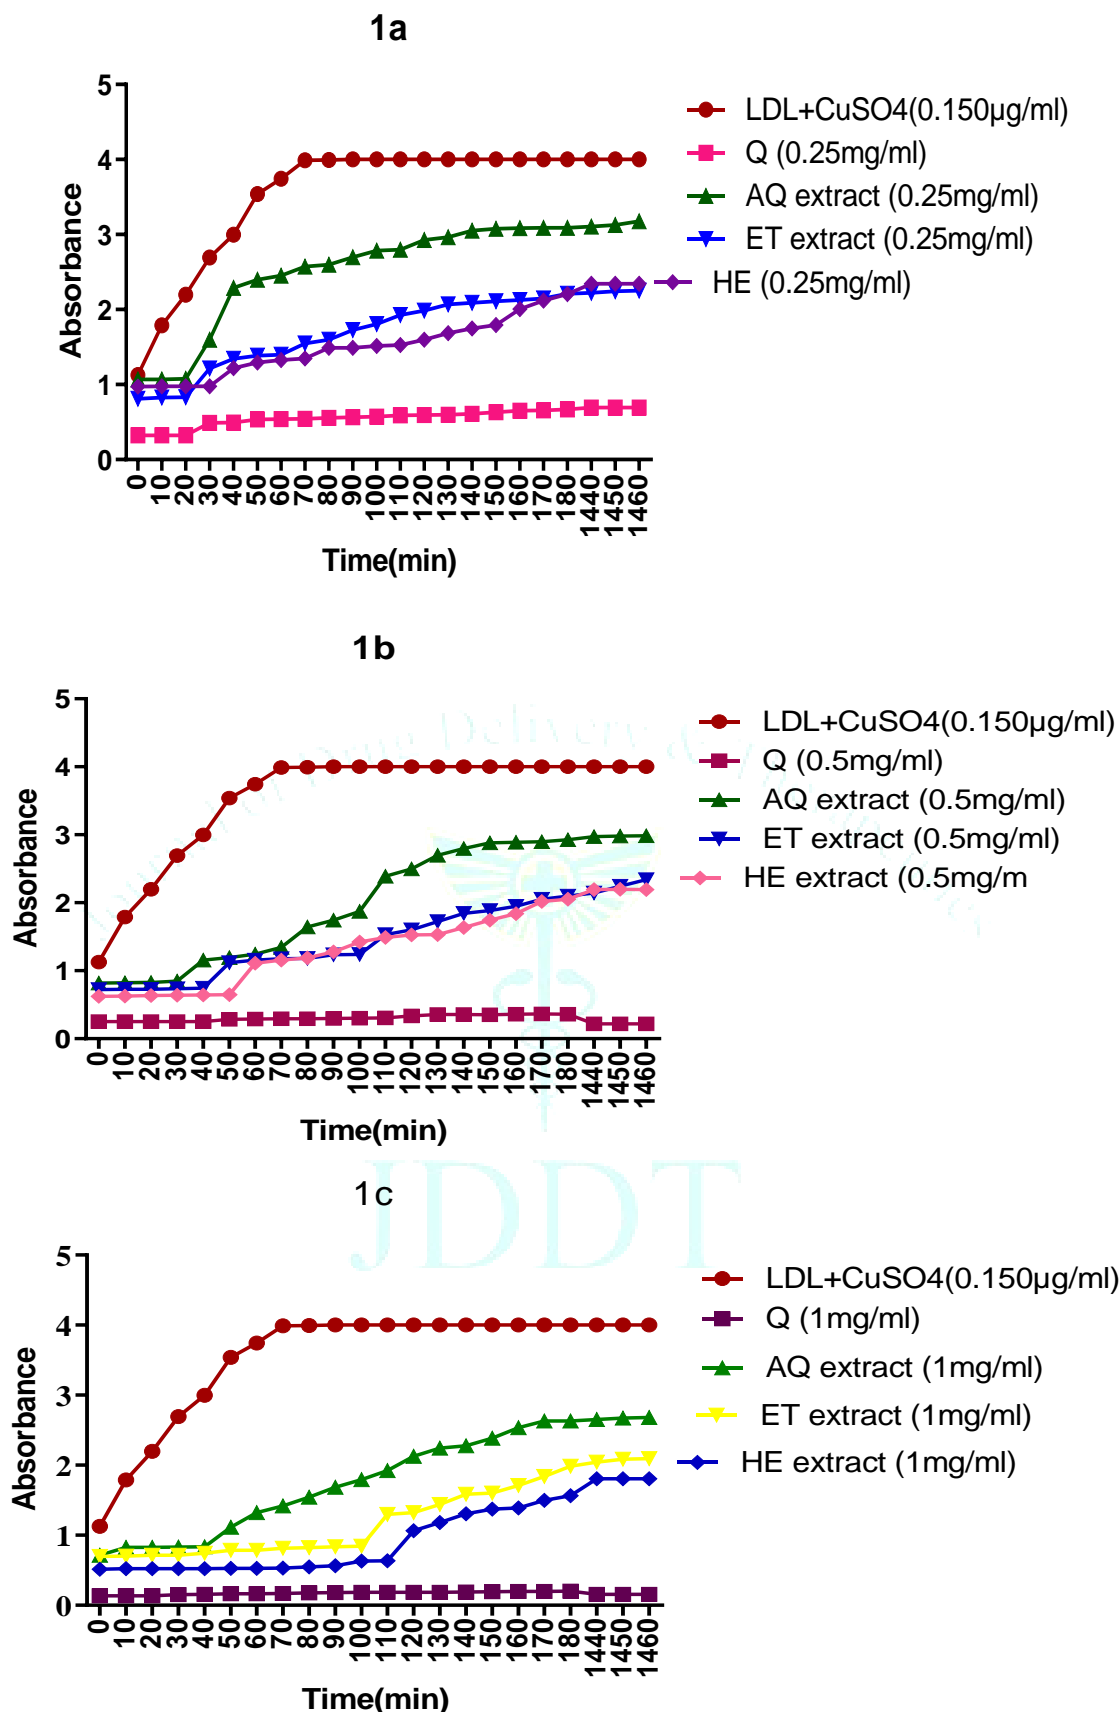 1a
5
4
3
2
1
0
Absorbance
0 10 20 30 40 50 60 70 80 90 100 110 120 130 140 150 160 170 180 1440 1450 1460
Time(min)
LDL+CuSO4(0.150µg/ml)
Q (0.25mg/ml)
AQ extract (0.25mg/ml)
ET extract (0.25mg/ml)
HE (0.25mg/ml)
1b
5
4
3
2
1
0
Absorbance
0 10 20 30 40 50 60 70 80 90 100 110 120 130 140 150 160 170 180 1440 1450 1460
Time(min)
LDL+CuSO4(0.150µg/ml)
Q (0.5mg/ml)
AQ extract (0.5mg/ml)
ET extract (0.5mg/ml)
HE extract (0.5mg/m
JDDT
1c
5
4
3
2
1
0
Absorbance
0 10 20 30 40 50 60 70 80 90 100 110 120 130 140 150 160 170 180 1440 1450 1460
Time(min)
LDL+CuSO4(0.150µg/ml)
Q (1mg/ml)
AQ extract (1mg/ml)
ET extract (1mg/ml)
HE extract (1mg/ml)